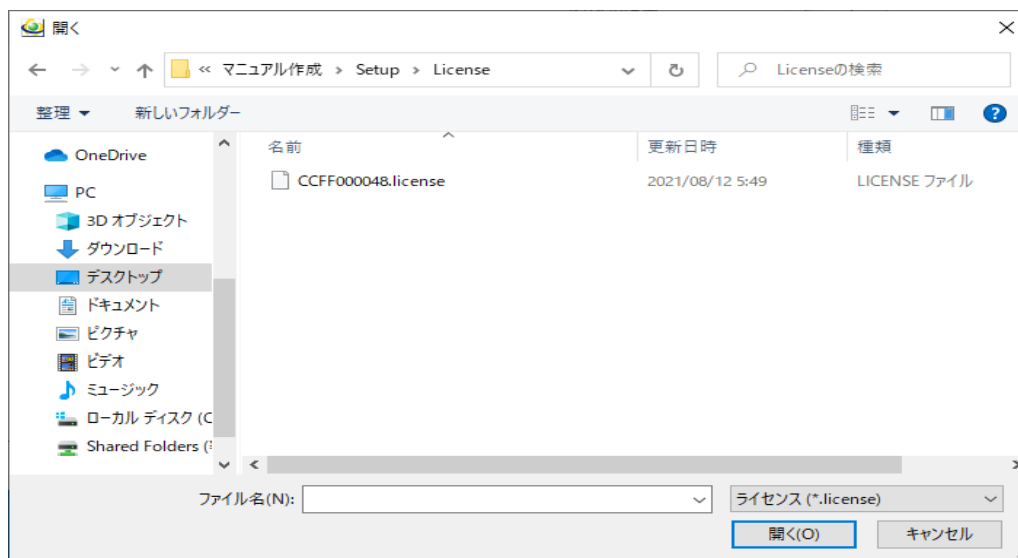 開く
« マニュアル作成 › Setup › License
Licenseの検索
整理
新しいフォルダー
名前
更新日時
種類
CCFF000048.license
2021/08/12 5:49
LICENSE ファイル
OneDrive
PC
3D オブジェクト
ダウンロード
デスクトップ
ドキュメント
ピクチャ
ビデオ
ミュージック
ローカル ディスク (C
Shared Folders (
ファイル名(N):
ライセンス (*.license)
開く(O)
キャンセル